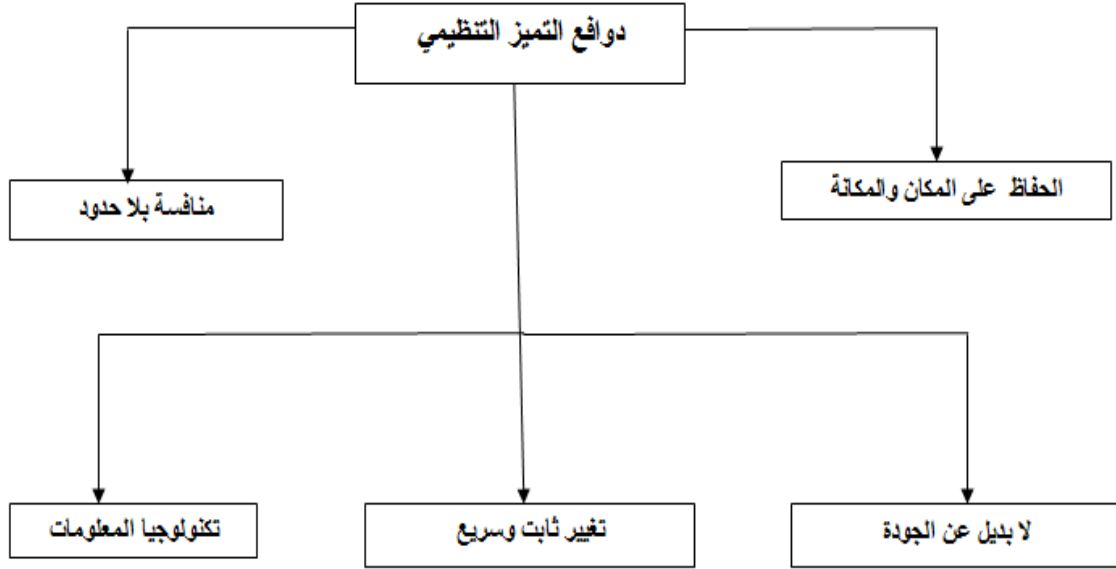 دوافع التميز التنظيمي
الحفاظ على المكان والمكانة
منافسة بلا حدود
لا بديل عن الجودة
تغيير ثابت وسريع
تكنولوجيا المعلومات